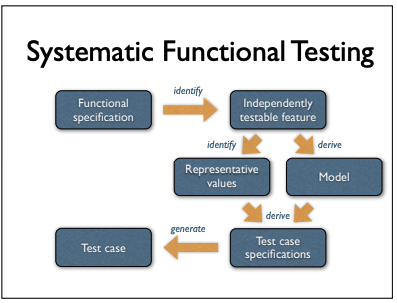 Systematic Functional Testing
identify
Functional
specification
Independently
testable feature
identify
derive
Representative
values
Model
derive
generate
Test case
Test case
specifications